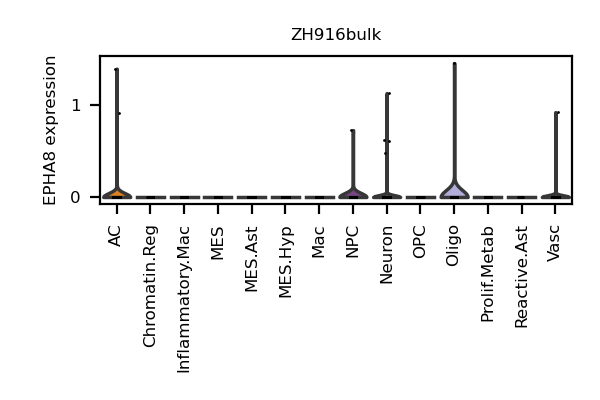 ZH916bulk
EPHA8 expression
1
0
AC
Chromatin.Reg
Inflammatory.Mac
MES
MES.Ast
MES.Hyp
Mac
NPC
Neuron
OPC
Oligo
Prolif.Metab
Reactive.Ast
Vasc